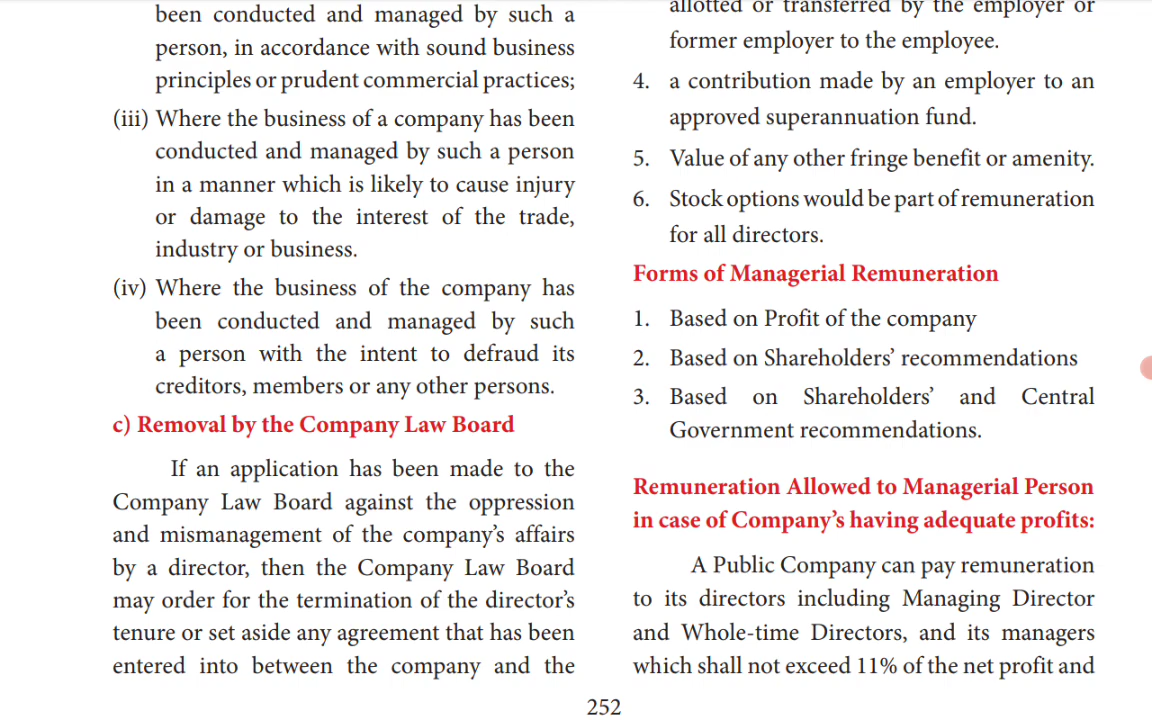 been conducted and managed by such a
person, in accordance with sound business
principles or prudent commercial practices;
(iii) Where the business of a company has been
conducted and managed by such a person
in a manner which is likely to cause injury
or damage to the interest of the trade,
industry or business.
(iv) Where the business of the company has
been conducted and managed by such
a person with the intent to defraud its
creditors, members or any other persons.
c) Removal by the Company Law Board
If an application has been made to the
Company Law Board against the oppression
and mismanagement of the company's affairs
by a director, then the Company Law Board
may order for the termination of the director's
tenure or set aside any agreement that has been
entered into between the company and the
allotted or transferred by the employer or
former employer to the employee.
4. a contribution made by an employer to an
approved superannuation fund.
5. Value of any other fringe benefit or amenity.
6. Stock options would be part of remuneration
for all directors.
Forms of Managerial Remuneration
1. Based on Profit of the company
2. Based on Shareholders' recommendations
3. Based on Shareholders' and Central
Government recommendations.
Remuneration Allowed to Managerial Person
in case of Company's having adequate profits:
A Public Company can pay remuneration
to its directors including Managing Director
and Whole-time Directors, and its managers
which shall not exceed 11% of the net profit and
252